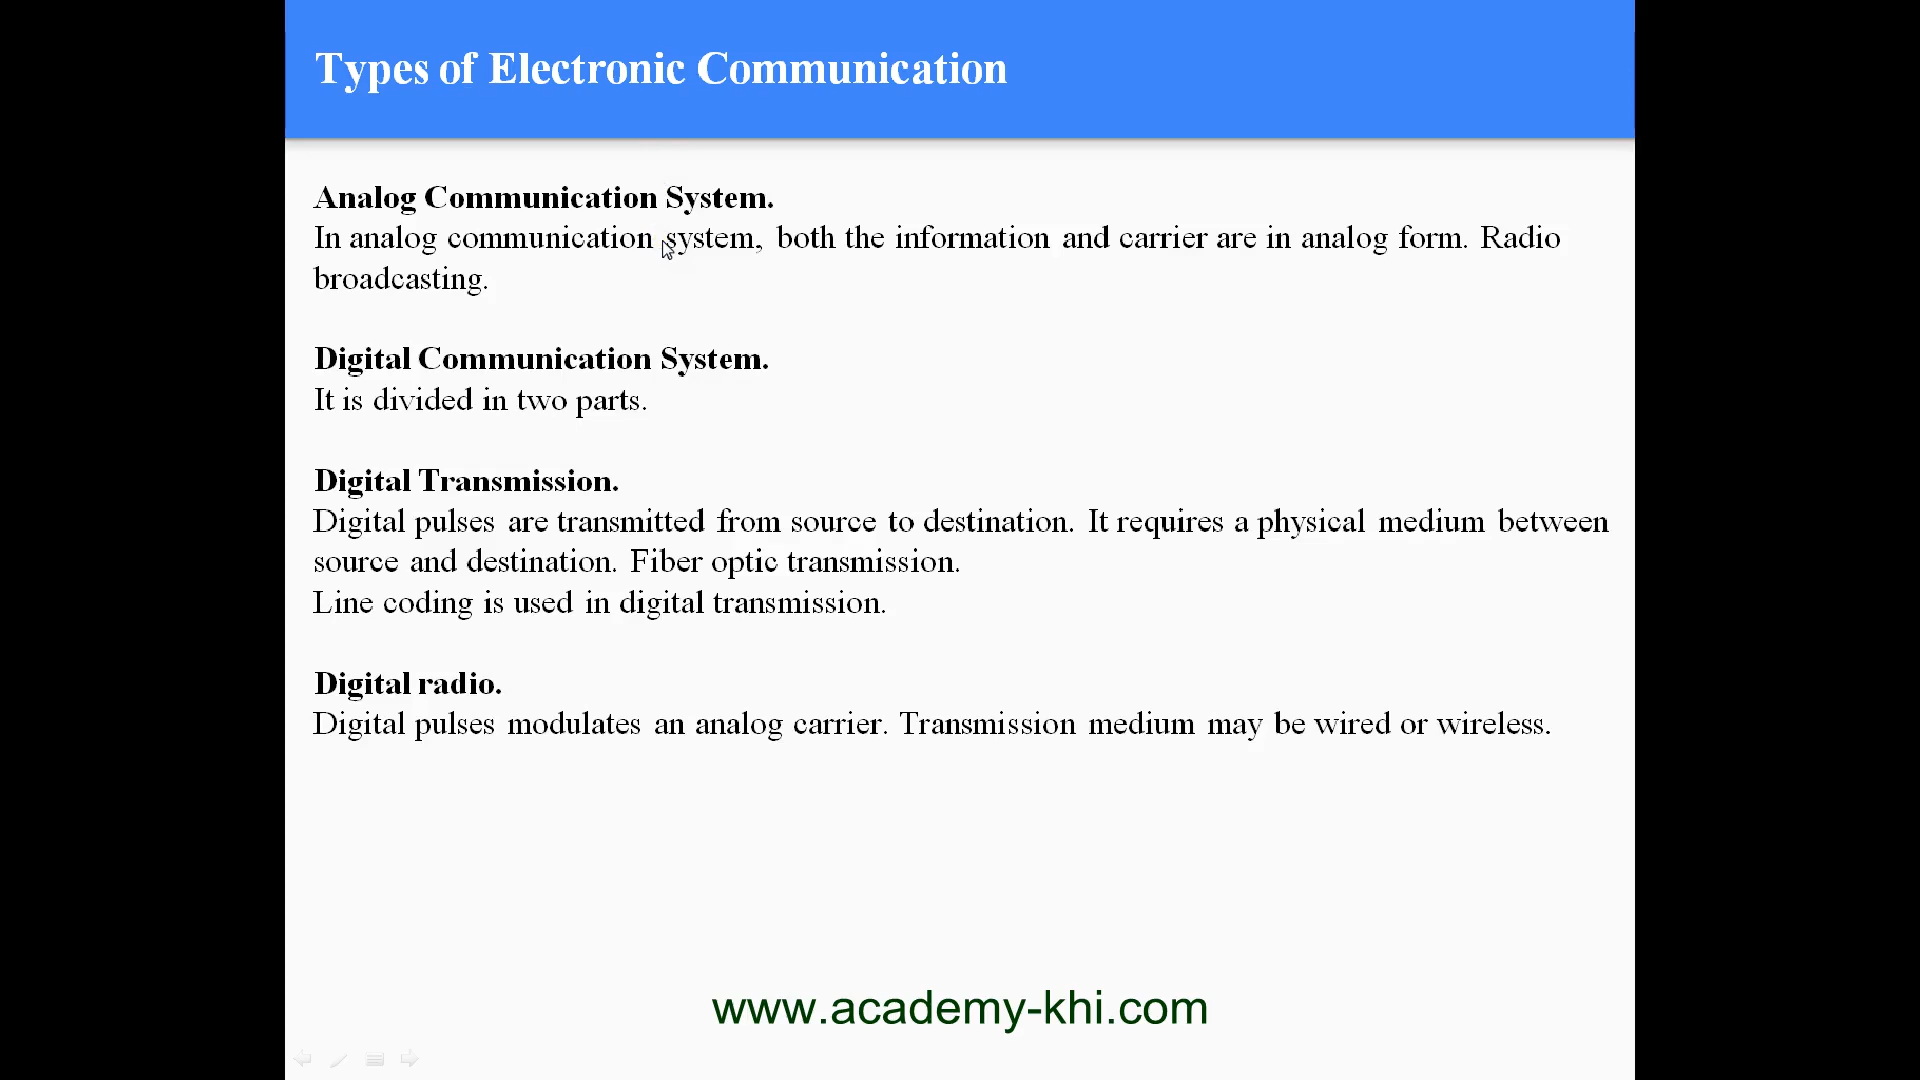 Types of Electronic Communication
Analog Communication System.
In analog communication system, both the information and carrier are in analog form. Radio
broadcasting.
Digital Communication System.
It is divided in two parts.
Digital Transmission.
Digital pulses are transmitted from source to destination. It requires a physical medium between
source and destination. Fiber optic transmission.
Line coding is used in digital transmission.
Digital radio.
Digital pulses modulates an analog carrier. Transmission medium may be wired or wireless.
www.academy-khi.com